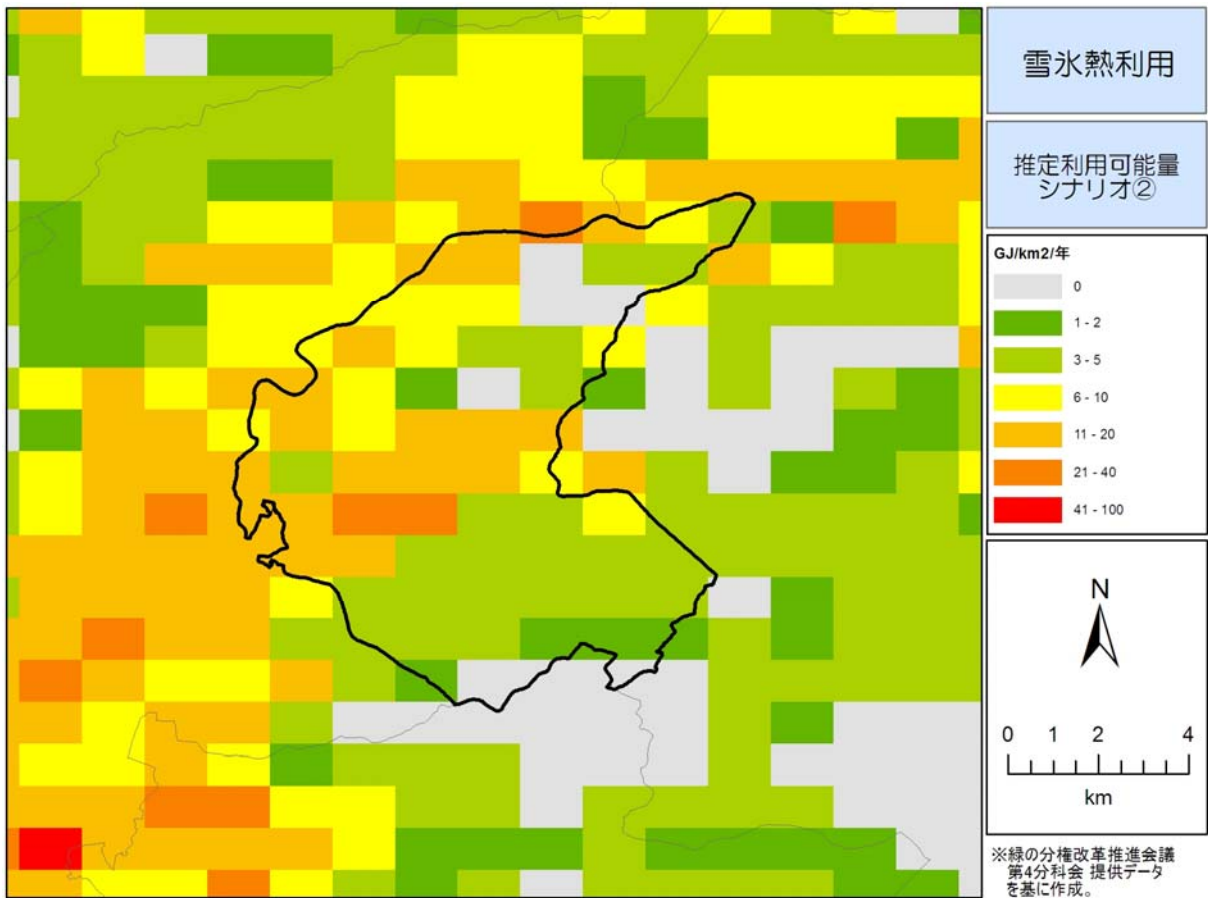 雪氷熱利用
推定利用可能量
シナリオ②
GJ/km2/年
0
1 - 2
3 - 5
6 - 10
11 - 20
21 - 40
41 - 100
N
0 1 2 4
km
※緑の分権改革推進会議
第4分科会 提供データ
を基に作成。